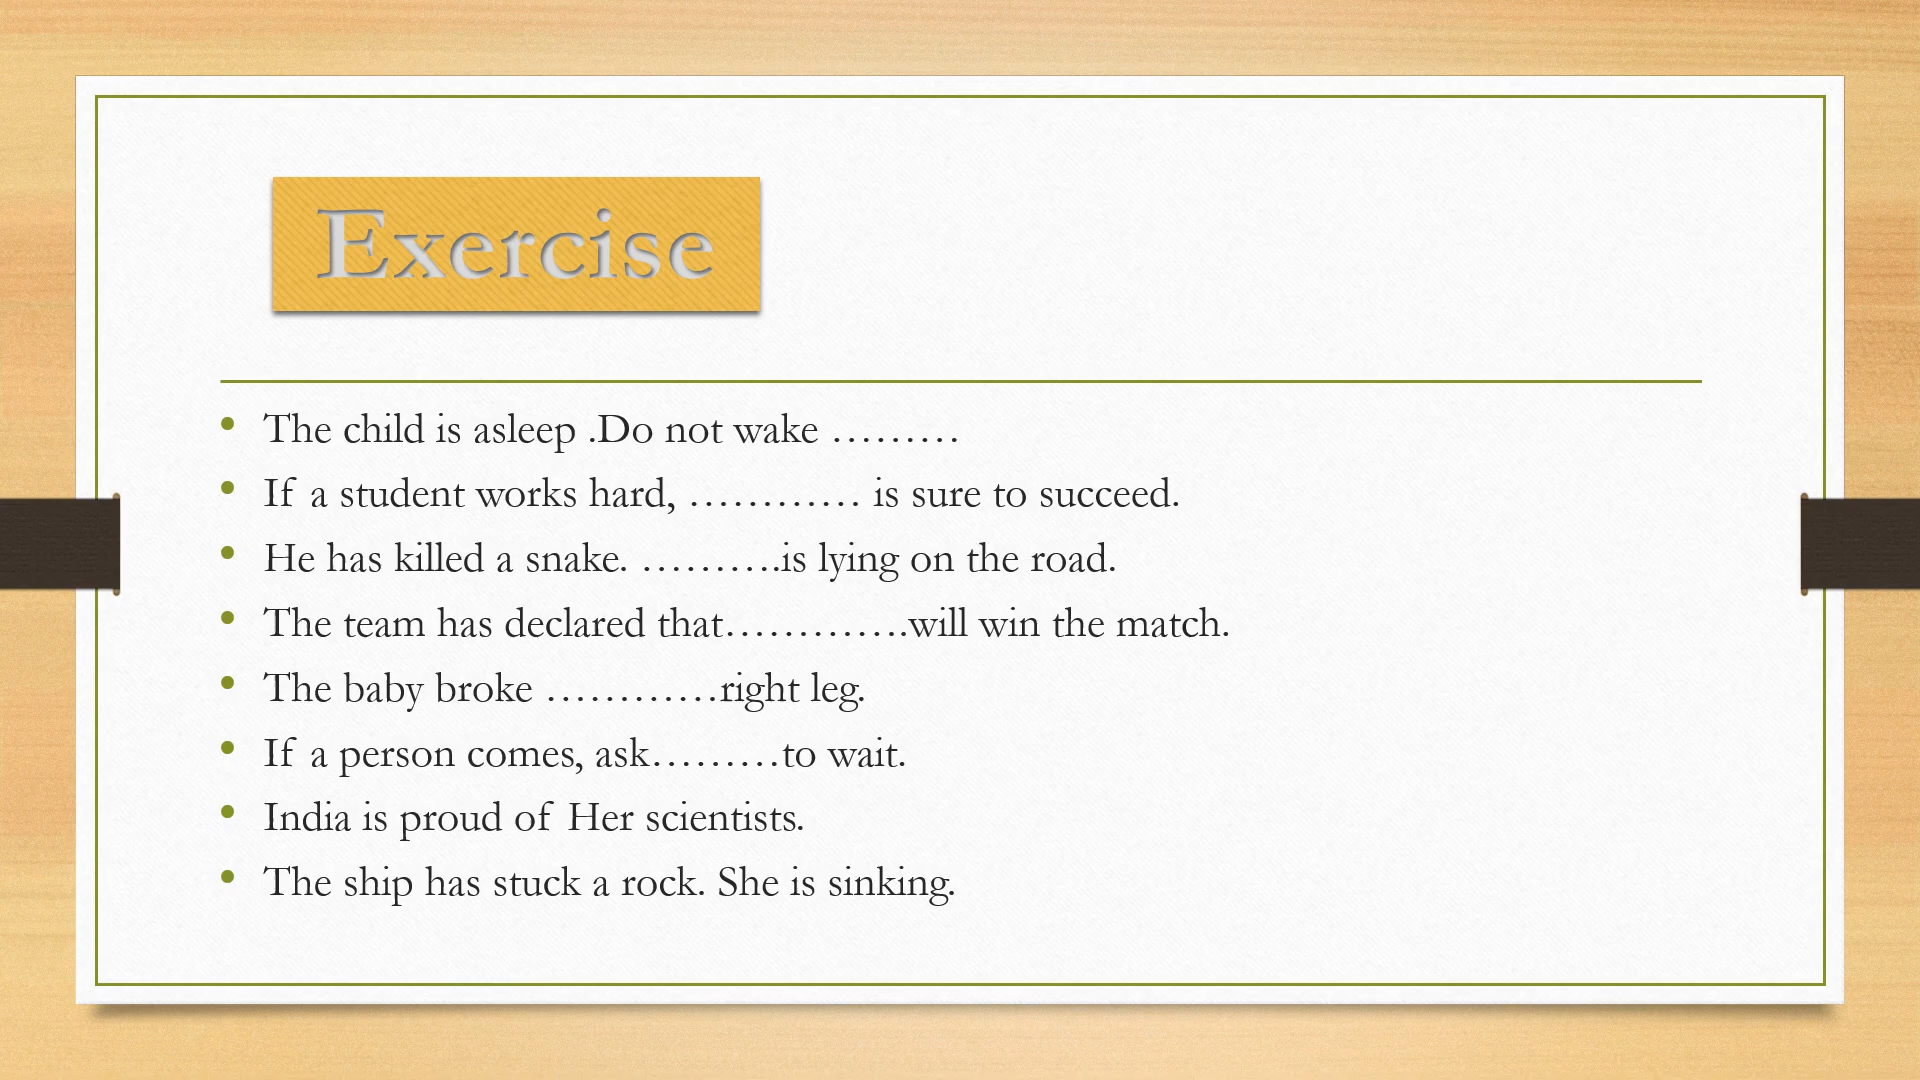 Exercise
• The child is asleep .Do not wake ………
• If a student works hard, ………… is sure to succeed.
• He has killed a snake. ……….is lying on the road.
• The team has declared that………….will win the match.
• The baby broke …………right leg.
• If a person comes, ask………to wait.
• India is proud of Her scientists.
• The ship has stuck a rock. She is sinking.